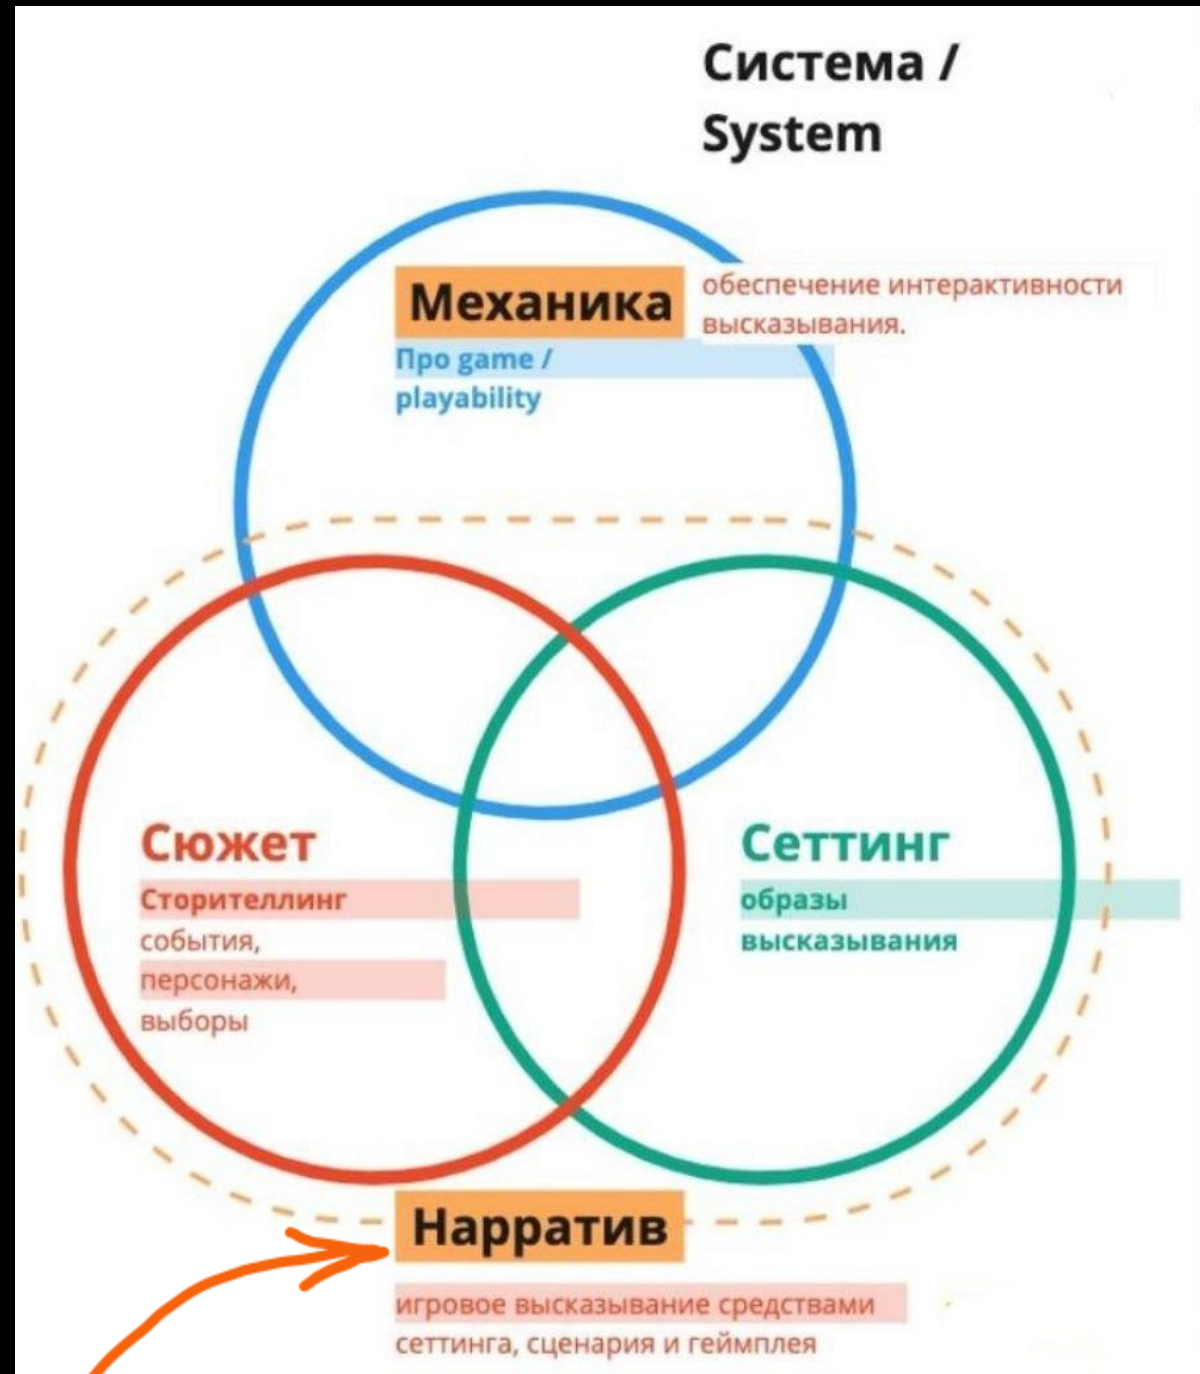 Система /
System
Механика
обеспечение интерактивности
высказывания.
Про game /
playability
Сюжет
Сторителлинг
события,
персонажи,
выборы
Сеттинг
образы
высказывания
Нарратив
игровое высказывание средствами
сеттинга, сценария и геймплея